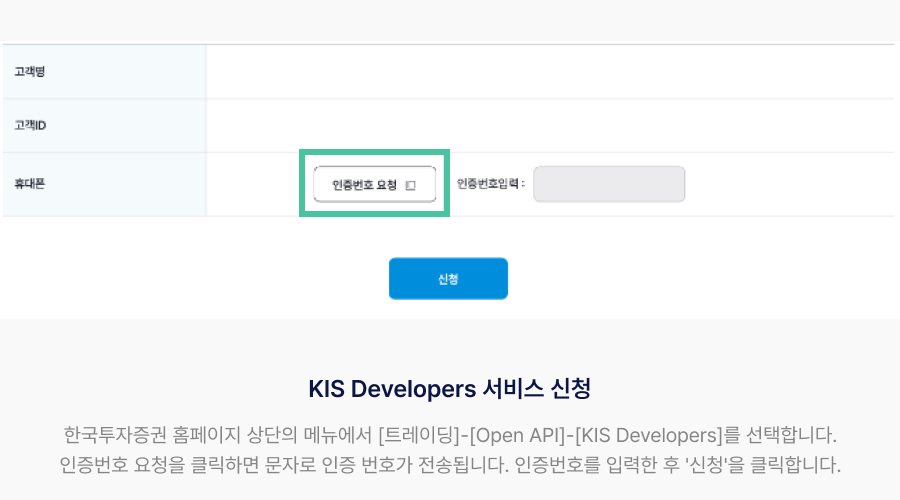 고객명
고객ID
휴대폰 인증번호 요청 인증번호입력 :
신청
KIS Developers 서비스 신청
한국투자증권 홈페이지 상단의 메뉴에서 [트레이딩]-[Open API]-[KIS Developers]를 선택합니다.
인증번호 요청을 클릭하면 문자로 인증 번호가 전송됩니다. 인증번호를 입력한 후 '신청'을 클릭합니다.